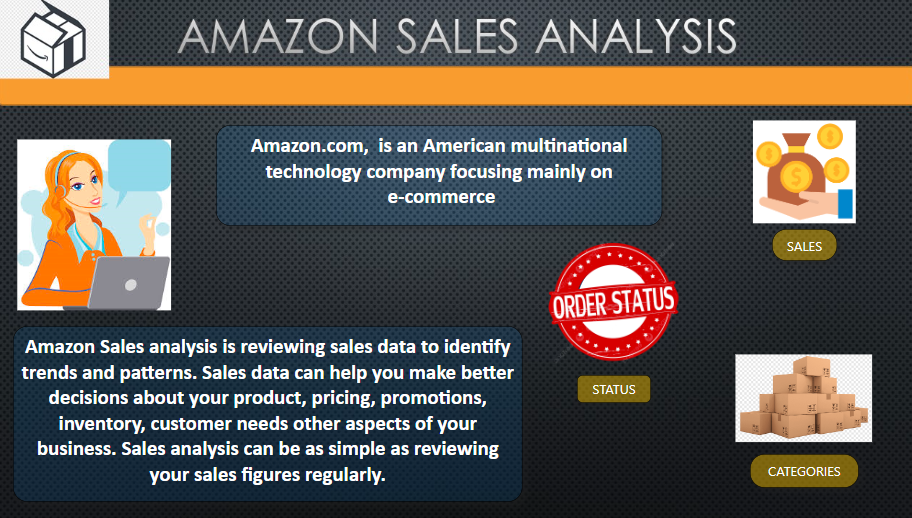 AMAZON SALES ANALYSIS
Amazon.com,  is an American multinational
technology company focusing mainly on
e-commerce
SALES
ORDER STATUS
STATUS
Amazon Sales analysis is reviewing sales data to identify
trends and patterns. Sales data can help you make better
decisions about your product, pricing, promotions,
inventory, customer needs other aspects of your
business. Sales analysis can be as simple as reviewing
your sales figures regularly.
CATEGORIES